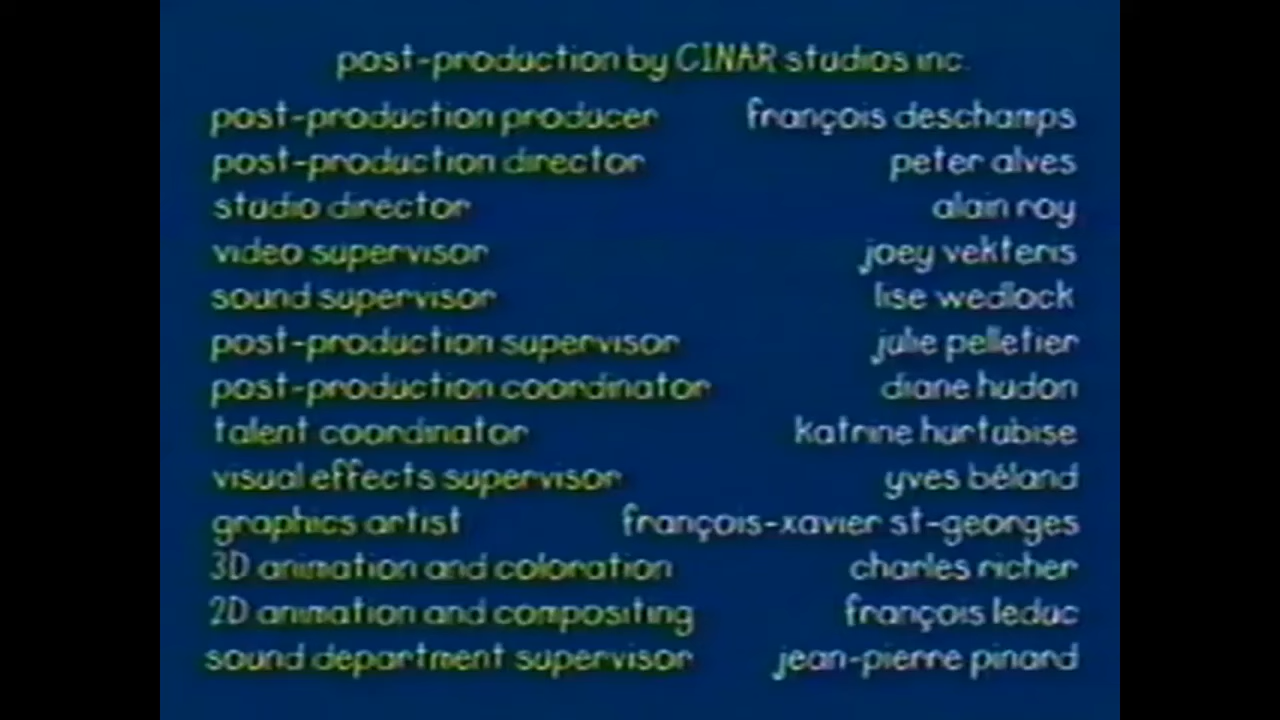 post-production by CINAR studios inc.
post-production producer françois deschamps
post-production director peter alves
studio director alain roy
video supervisor joey vekteris
sound supervisor lise wedlock
post-production supervisor julie pelletier
post-production coordinator diane hudon
talent coordinator katrine hurtubise
visual effects supervisor yves béland
graphics artist françois-xavier st-georges
3D animation and coloration charles richer
2D animation and compositing françois leduc
sound department supervisor jean-pierre pinard